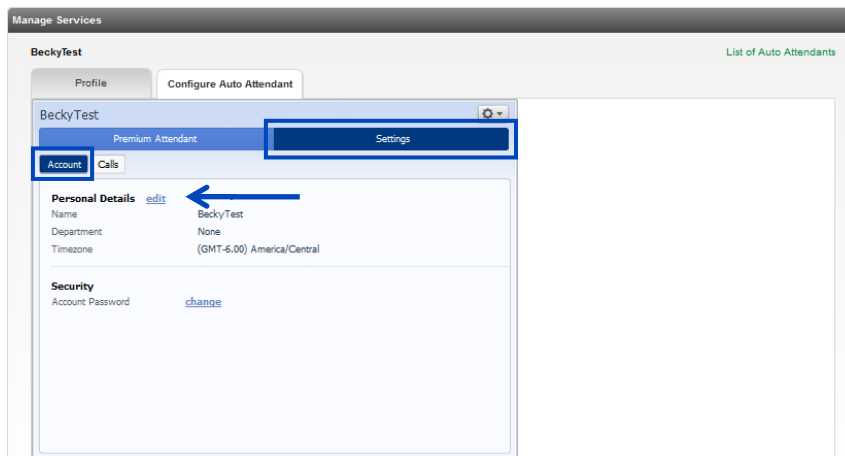 Manage Services
BeckyTest
List of Auto Attendants
Profile
Configure Auto Attendant
BeckyTest
Premium Attendant
Settings
Account
Calls
Personal Details edit
Name BeckyTest
Department None
Timezone (GMT-6.00) America/Central
Security
Account Password change